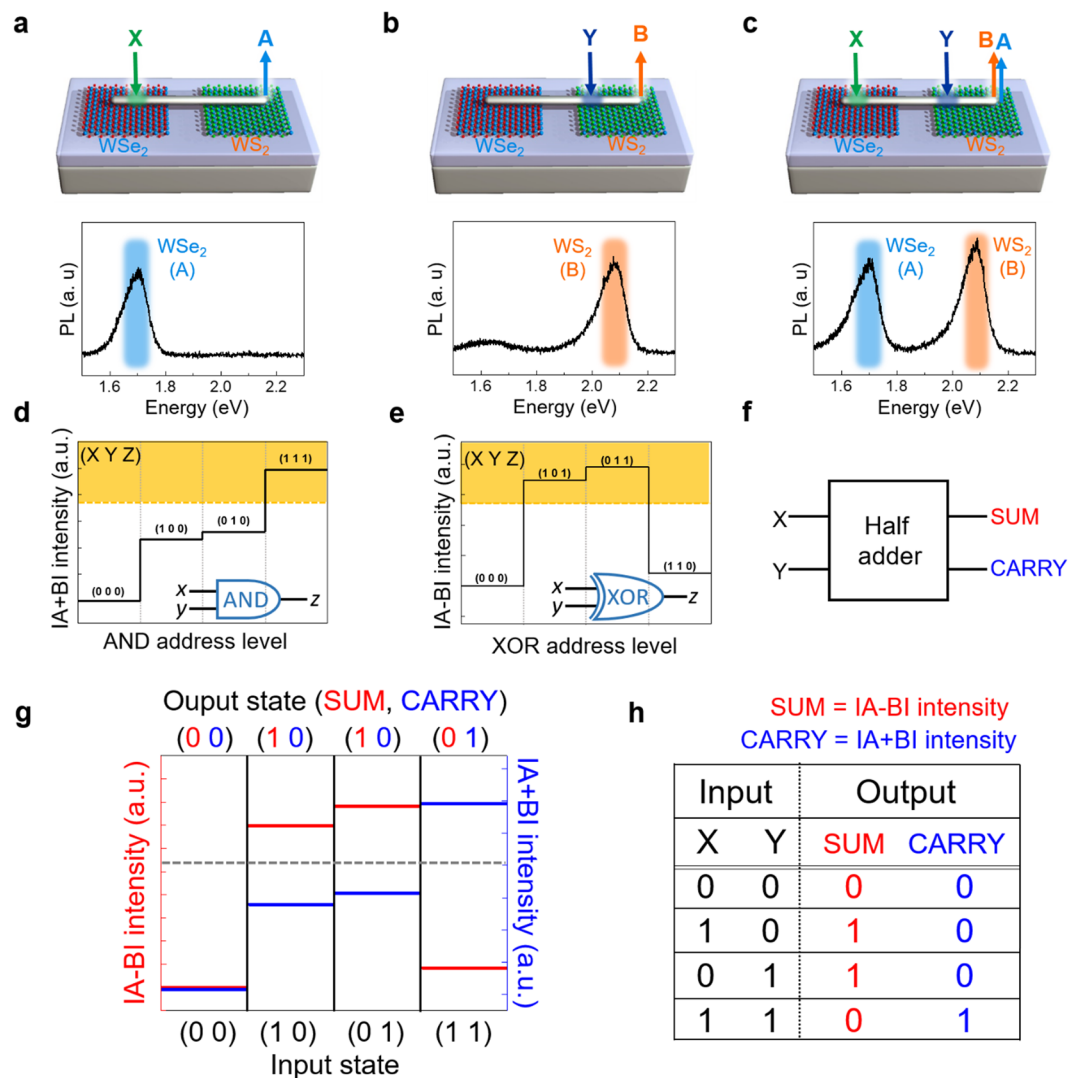 a
X
A
WSe2
WS2
PL (a. u)
WSe2
(A)
1.6 1.8 2.0 2.2
Energy (eV)
b
Y
B
WSe2
WS2
PL (a. u)
WS2
(B)
1.6 1.8 2.0 2.2
Energy (eV)
c
X
Y
B
A
WSe2
WS2
PL (a. u)
WSe2
(A)
WS2
(B)
1.6 1.8 2.0 2.2
Energy (eV)
d
IA+BI intensity (a.u.)
(X Y Z)
(0 0 0)
(1 0 0)
(0 1 0)
(1 1 1)
x
y
AND
z
AND address level
e
IA-BI intensity (a.u.)
(X Y Z)
(0 0 0)
(1 0 1)
(0 1 1)
(1 1 0)
x
y
XOR
z
XOR address level
f
X
Y
Half
adder
SUM
CARRY
g
Ouput state (SUM, CARRY)
(0 0) (1 0) (1 0) (0 1)
IA-BI intensity (a.u.)
IA+BI intensity (a.u.)
(0 0) (1 0) (0 1) (1 1)
Input state
h
SUM = IA-BI intensity
CARRY = IA+BI intensity
Input Output
X Y SUM CARRY
0 0 0 0
1 0 1 0
0 1 1 0
1 1 0 1